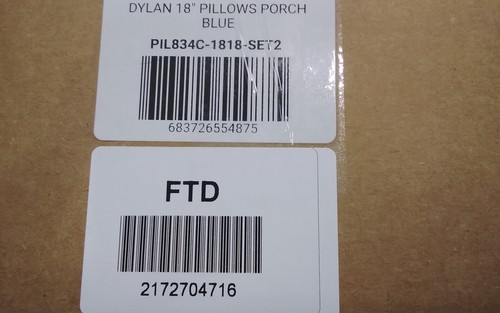 DYLAN 18" PILLOWS PORCH
BLUE
PIL834C-1818-SET2
683726554875
FTD
2172704716